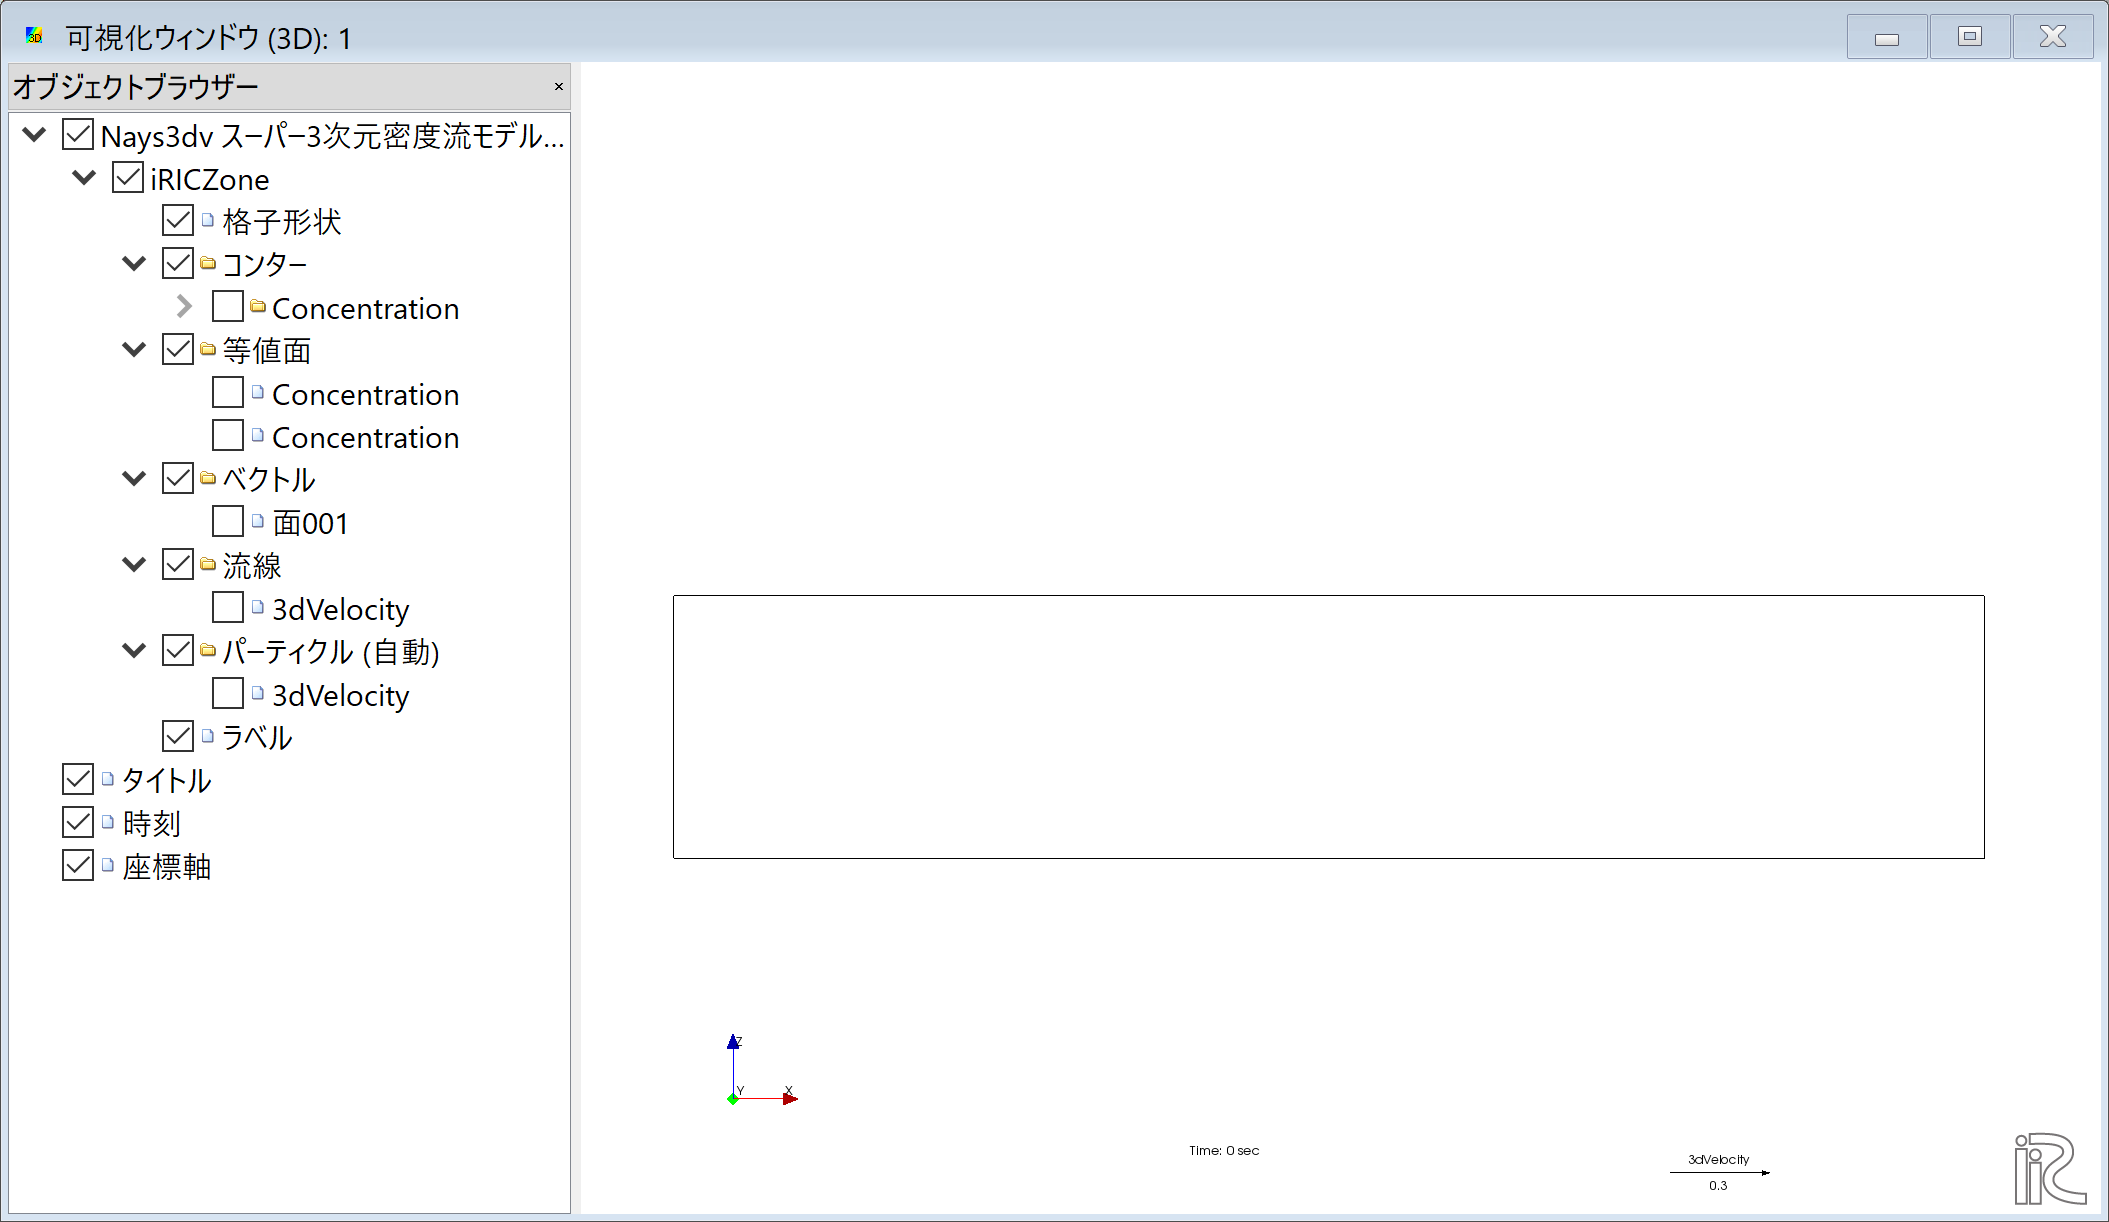 可視化ウィンドウ (3D): 1
オブジェクトブラウザー
Nays3dv スーパー3次元密度流モデル...
iRICZone
格子形状
コンター
Concentration
等値面
Concentration
Concentration
ベクトル
面001
流線
3dVelocity
パーティクル (自動)
3dVelocity
ラベル
タイトル
時刻
座標軸
Z
Y X
Time: 0 sec
3dVelocity
0.3
iRIC